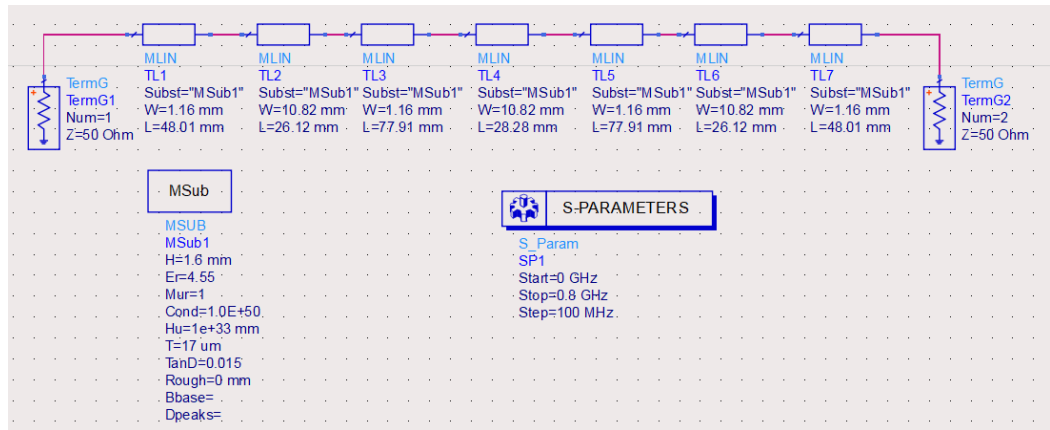 MLIN
TL1
Subst="MSub1"
W=1.16 mm
L=48.01 mm
MLIN
TL2
Subst="MSub1"
W=10.82 mm
L=26.12 mm
MLIN
TL3
Subst="MSub1"
W=1.16 mm
L=77.91 mm
MLIN
TL4
Subst="MSub1"
W=10.82 mm
L=28.28 mm
MLIN
TL5
Subst="MSub1"
W=1.16 mm
L=77.91 mm
MLIN
TL6
Subst="MSub1"
W=10.82 mm
L=26.12 mm
MLIN
TL7
Subst="MSub1"
W=1.16 mm
L=48.01 mm
TermG
TermG1
Num=1
Z=50 Ohm
TermG
TermG2
Num=2
Z=50 Ohm
MSub
MSUB
MSub1
H=1.6 mm
Er=4.55
Mur=1
Cond=1.0E+50
Hu=1e+33 mm
T=17 um
TanD=0.015
Rough=0 mm
Bbase=
Dpeaks=
S-PARAMETERS
S_Param
SP1
Start=0 GHz
Stop=0.8 GHz
Step=100 MHz